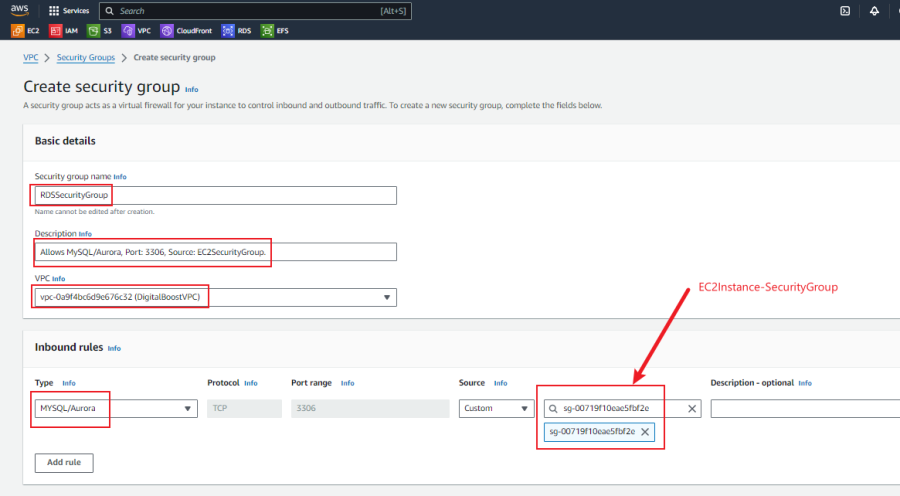 aws Services Search [Alt+S]
EC2 IAM S3 VPC CloudFront RDS EFS
VPC > Security Groups > Create security group
Create security group Info
A security group acts as a virtual firewall for your instance to control inbound and outbound traffic. To create a new security group, complete the fields below.
Basic details
Security group name Info
RDSSecurityGroup
Name cannot be edited after creation.
Description Info
Allows MySQL/Aurora, Port: 3306, Source: EC2SecurityGroup.
VPC Info
vpc-0a9f4bc6d9e676c32 (DigitalBoostVPC)
EC2Instance-SecurityGroup
Inbound rules Info
Type Info Protocol Info Port range Info Source Info Description - optional Info
MYSQL/Aurora TCP 3306 Custom sg-00719f10eae5fbf2e
sg-00719f10eae5fbf2e
Add rule